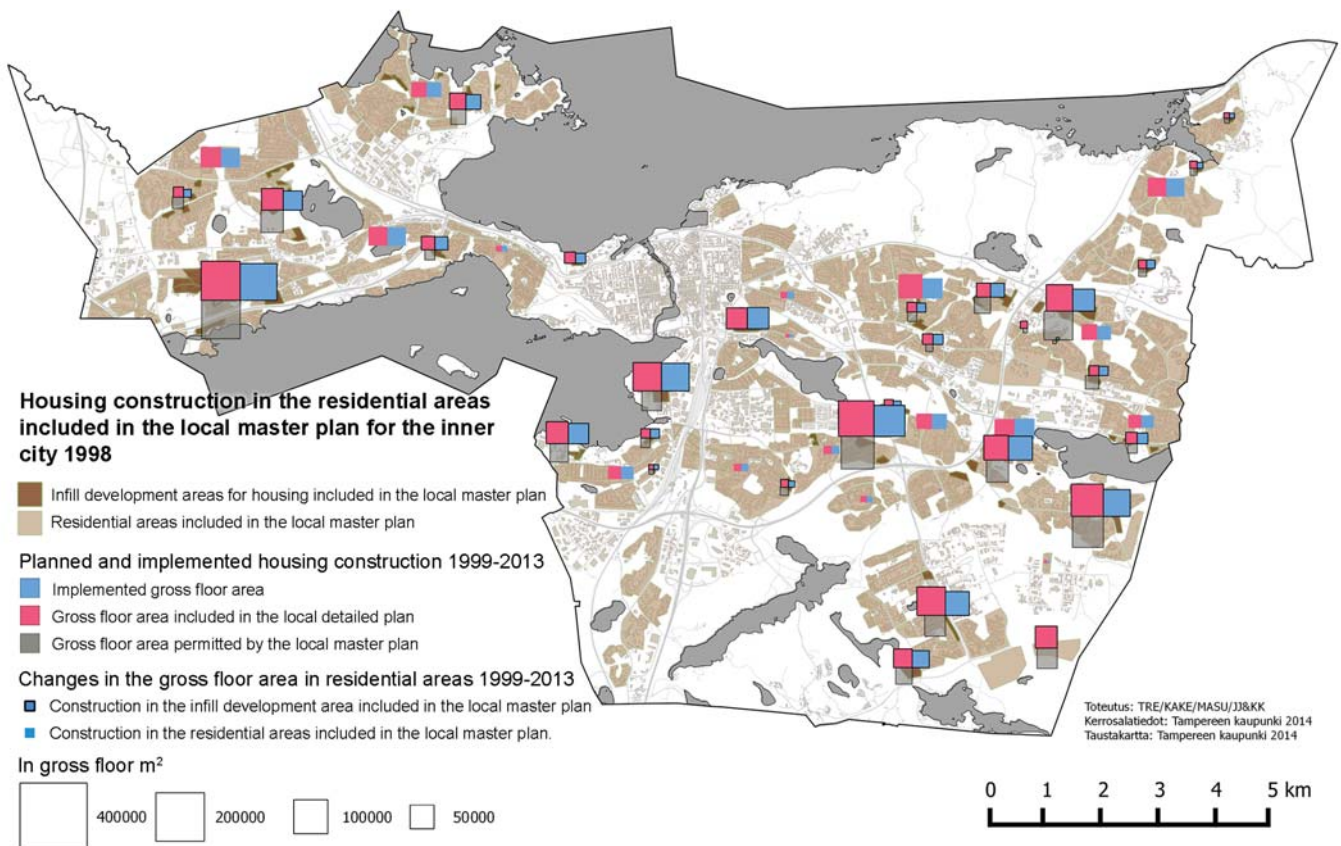 Housing construction in the residential areas
included in the local master plan for the inner
city 1998
Infill development areas for housing included in the local master plan
Residential areas included in the local master plan
Planned and implemented housing construction 1999-2013
Implemented gross floor area
Gross floor area included in the local detailed plan
Gross floor area permitted by the local master plan
Changes in the gross floor area in residential areas 1999-2013
Construction in the infill development area included in the local master plan
Construction in the residential areas included in the local master plan.
In gross floor m²
400000 200000 100000 50000
Toteutus: TRE/KAKE/MASU/JJ&KK
Kerrosalatiedot: Tampereen kaupunki 2014
Taustakartta: Tampereen kaupunki 2014
0 1 2 3 4 5 km